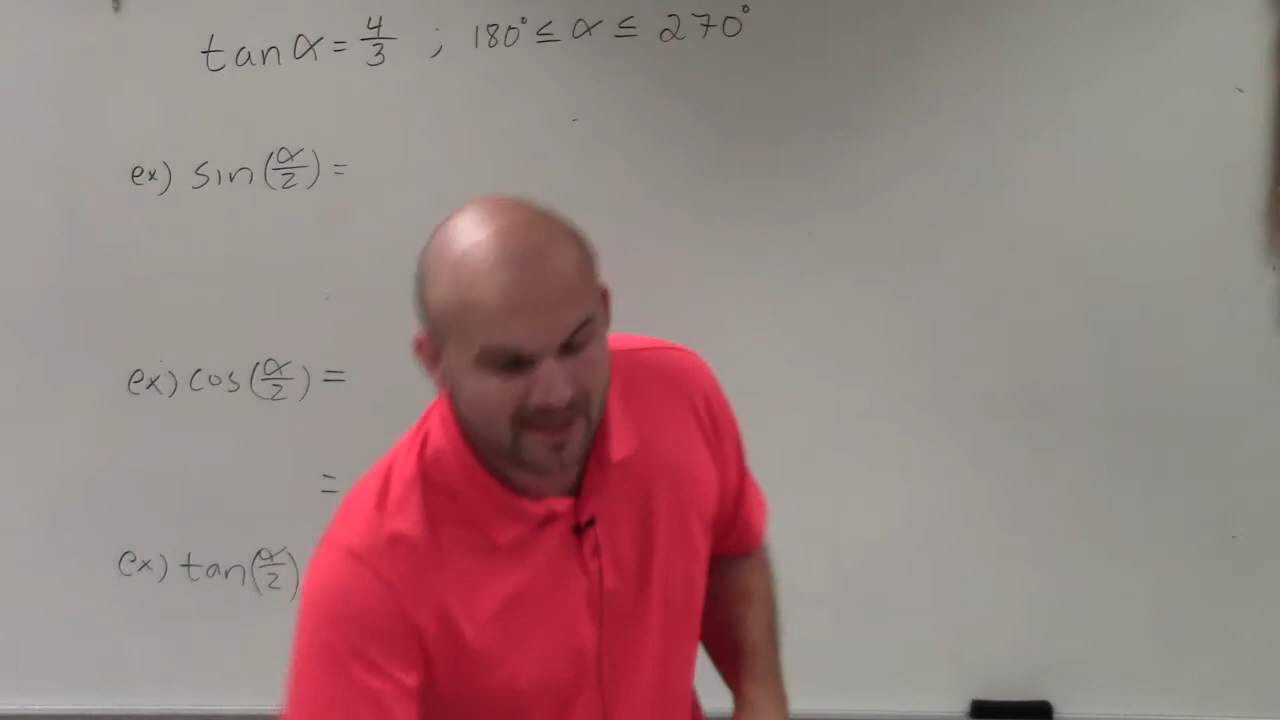 tan α = 4/3 ; 180° ≤ α ≤ 270°
ex) sin(α/2) =
ex) cos(α/2) =
=
ex) tan(α/2)